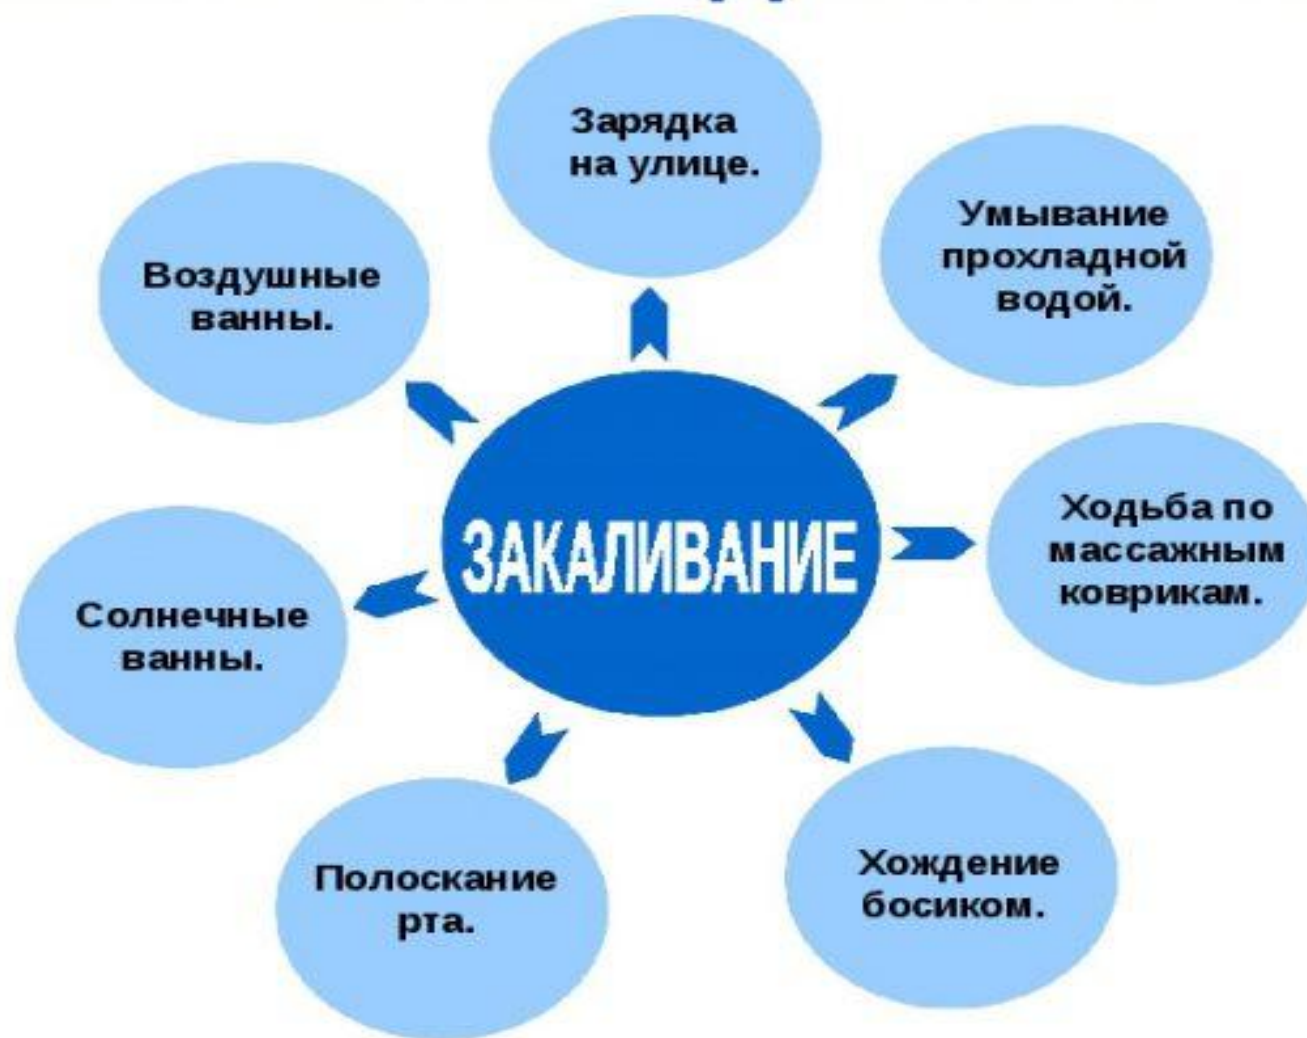 Зарядка
на улице.
Умывание
прохладной
водой.
Ходьба по
массажным
коврикам.
Хождение
босиком.
Полоскание
рта.
Солнечные
ванны.
Воздушные
ванны.
ЗАКАЛИВАНИЕ